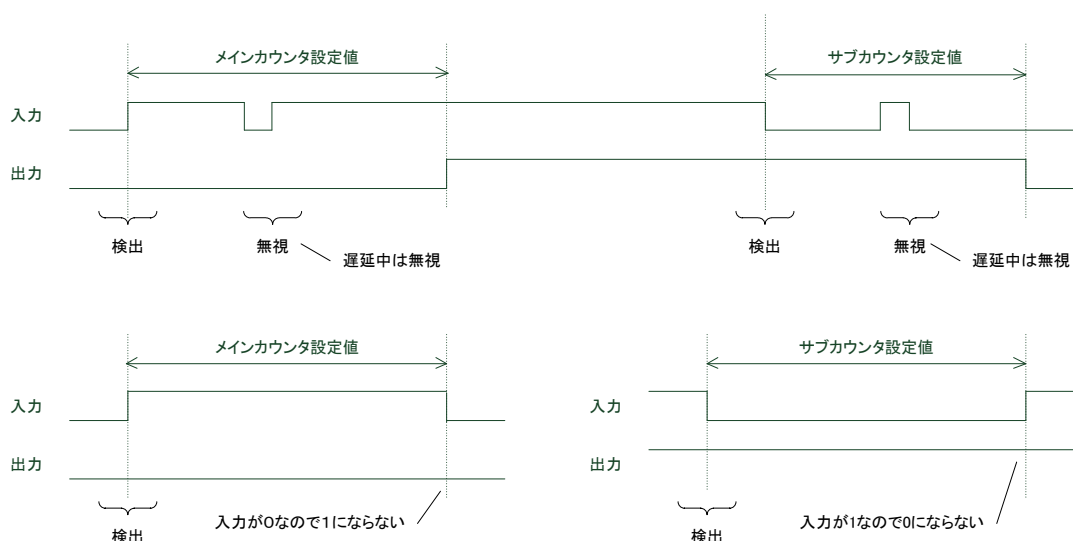 メインカウンタ設定値
サブカウンタ設定値
入力
出力
検出
無視
遅延中は無視
検出
無視
遅延中は無視
メインカウンタ設定値
サブカウンタ設定値
入力
入力
出力
出力
検出
入力が0なので1にならない
検出
入力が1なので0にならない